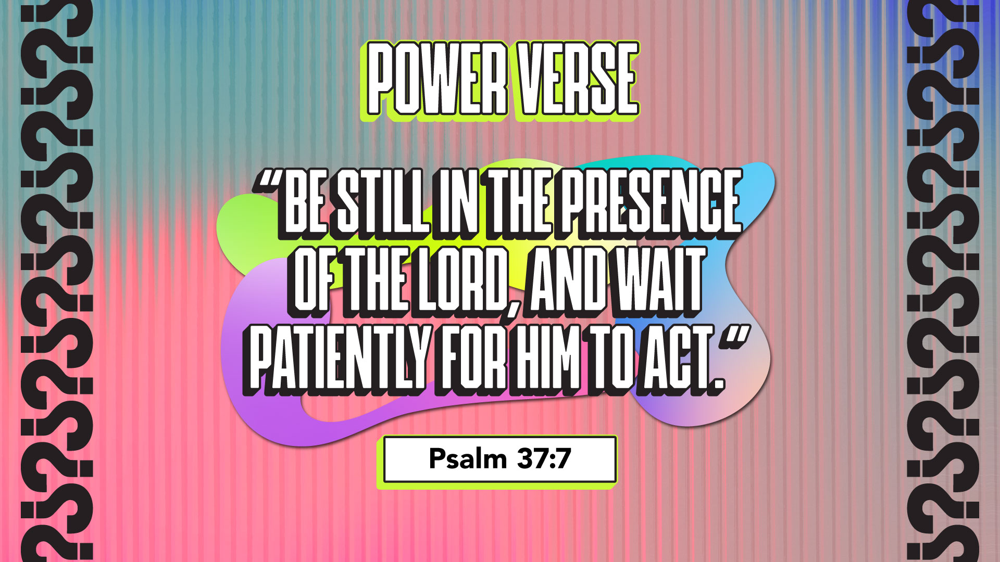 POWER VERSE
“BE STILL IN THE PRESENCE
OF THE LORD, AND WAIT
PATIENTLY FOR HIM TO ACT.“
Psalm 37:7